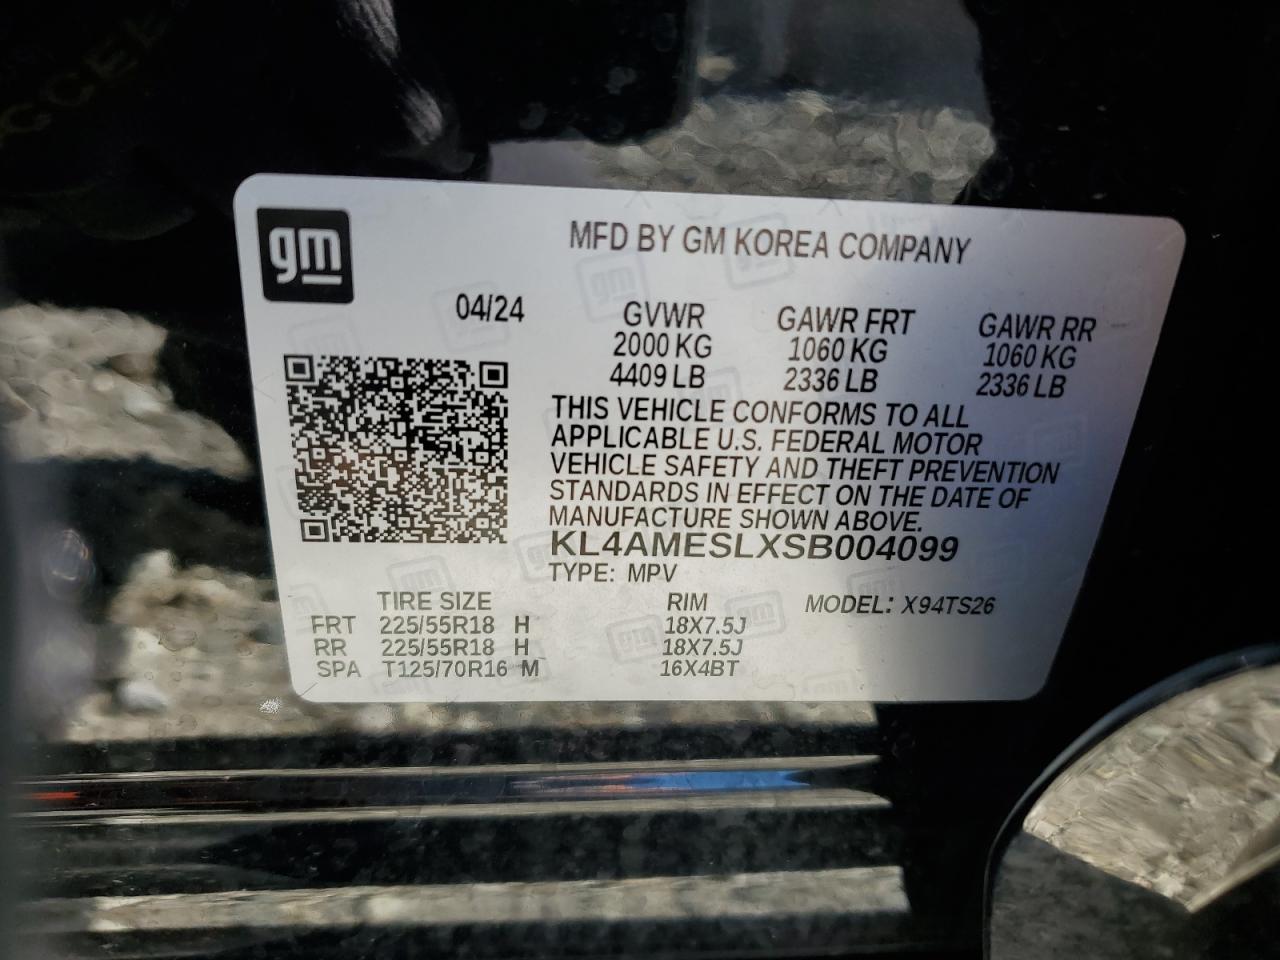 gm
MFD BY GM KOREA COMPANY
04/24 GVWR GAWR FRT GAWR RR
2000 KG 1060 KG 1060 KG
4409 LB 2336 LB 2336 LB
THIS VEHICLE CONFORMS TO ALL
APPLICABLE U.S. FEDERAL MOTOR
VEHICLE SAFETY AND THEFT PREVENTION
STANDARDS IN EFFECT ON THE DATE OF
MANUFACTURE SHOWN ABOVE.
KL4AMESLXSB004099
TYPE: MPV
TIRE SIZE RIM MODEL: X94TS26
FRT 225/55R18 H 18X7.5J
RR 225/55R18 H 18X7.5J
SPA T125/70R16 M 16X4BT